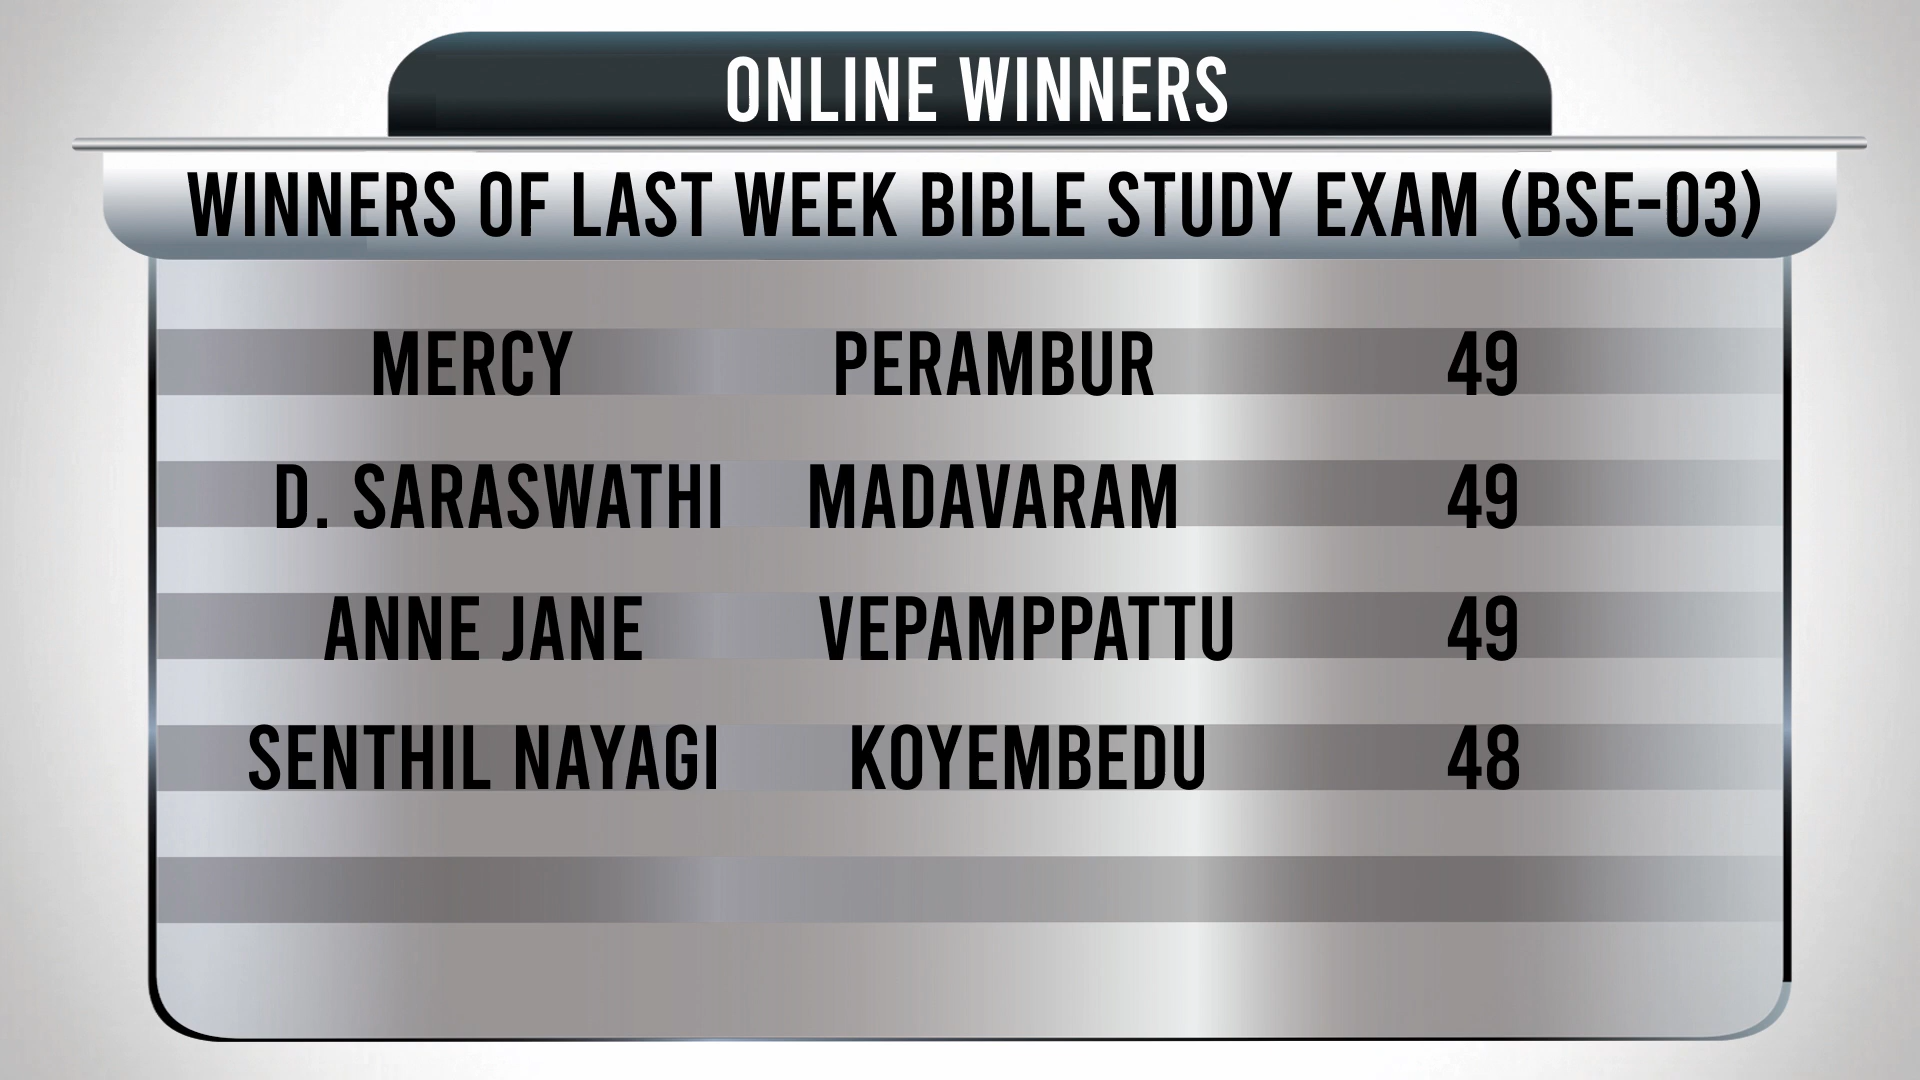 ONLINE WINNERS
WINNERS OF LAST WEEK BIBLE STUDY EXAM (BSE-03)
MERCY PERAMBUR 49
D. SARASWATHI MADAVARAM 49
ANNE JANE VEPAMPPATTU 49
SENTHIL NAYAGI KOYEMBEDU 48